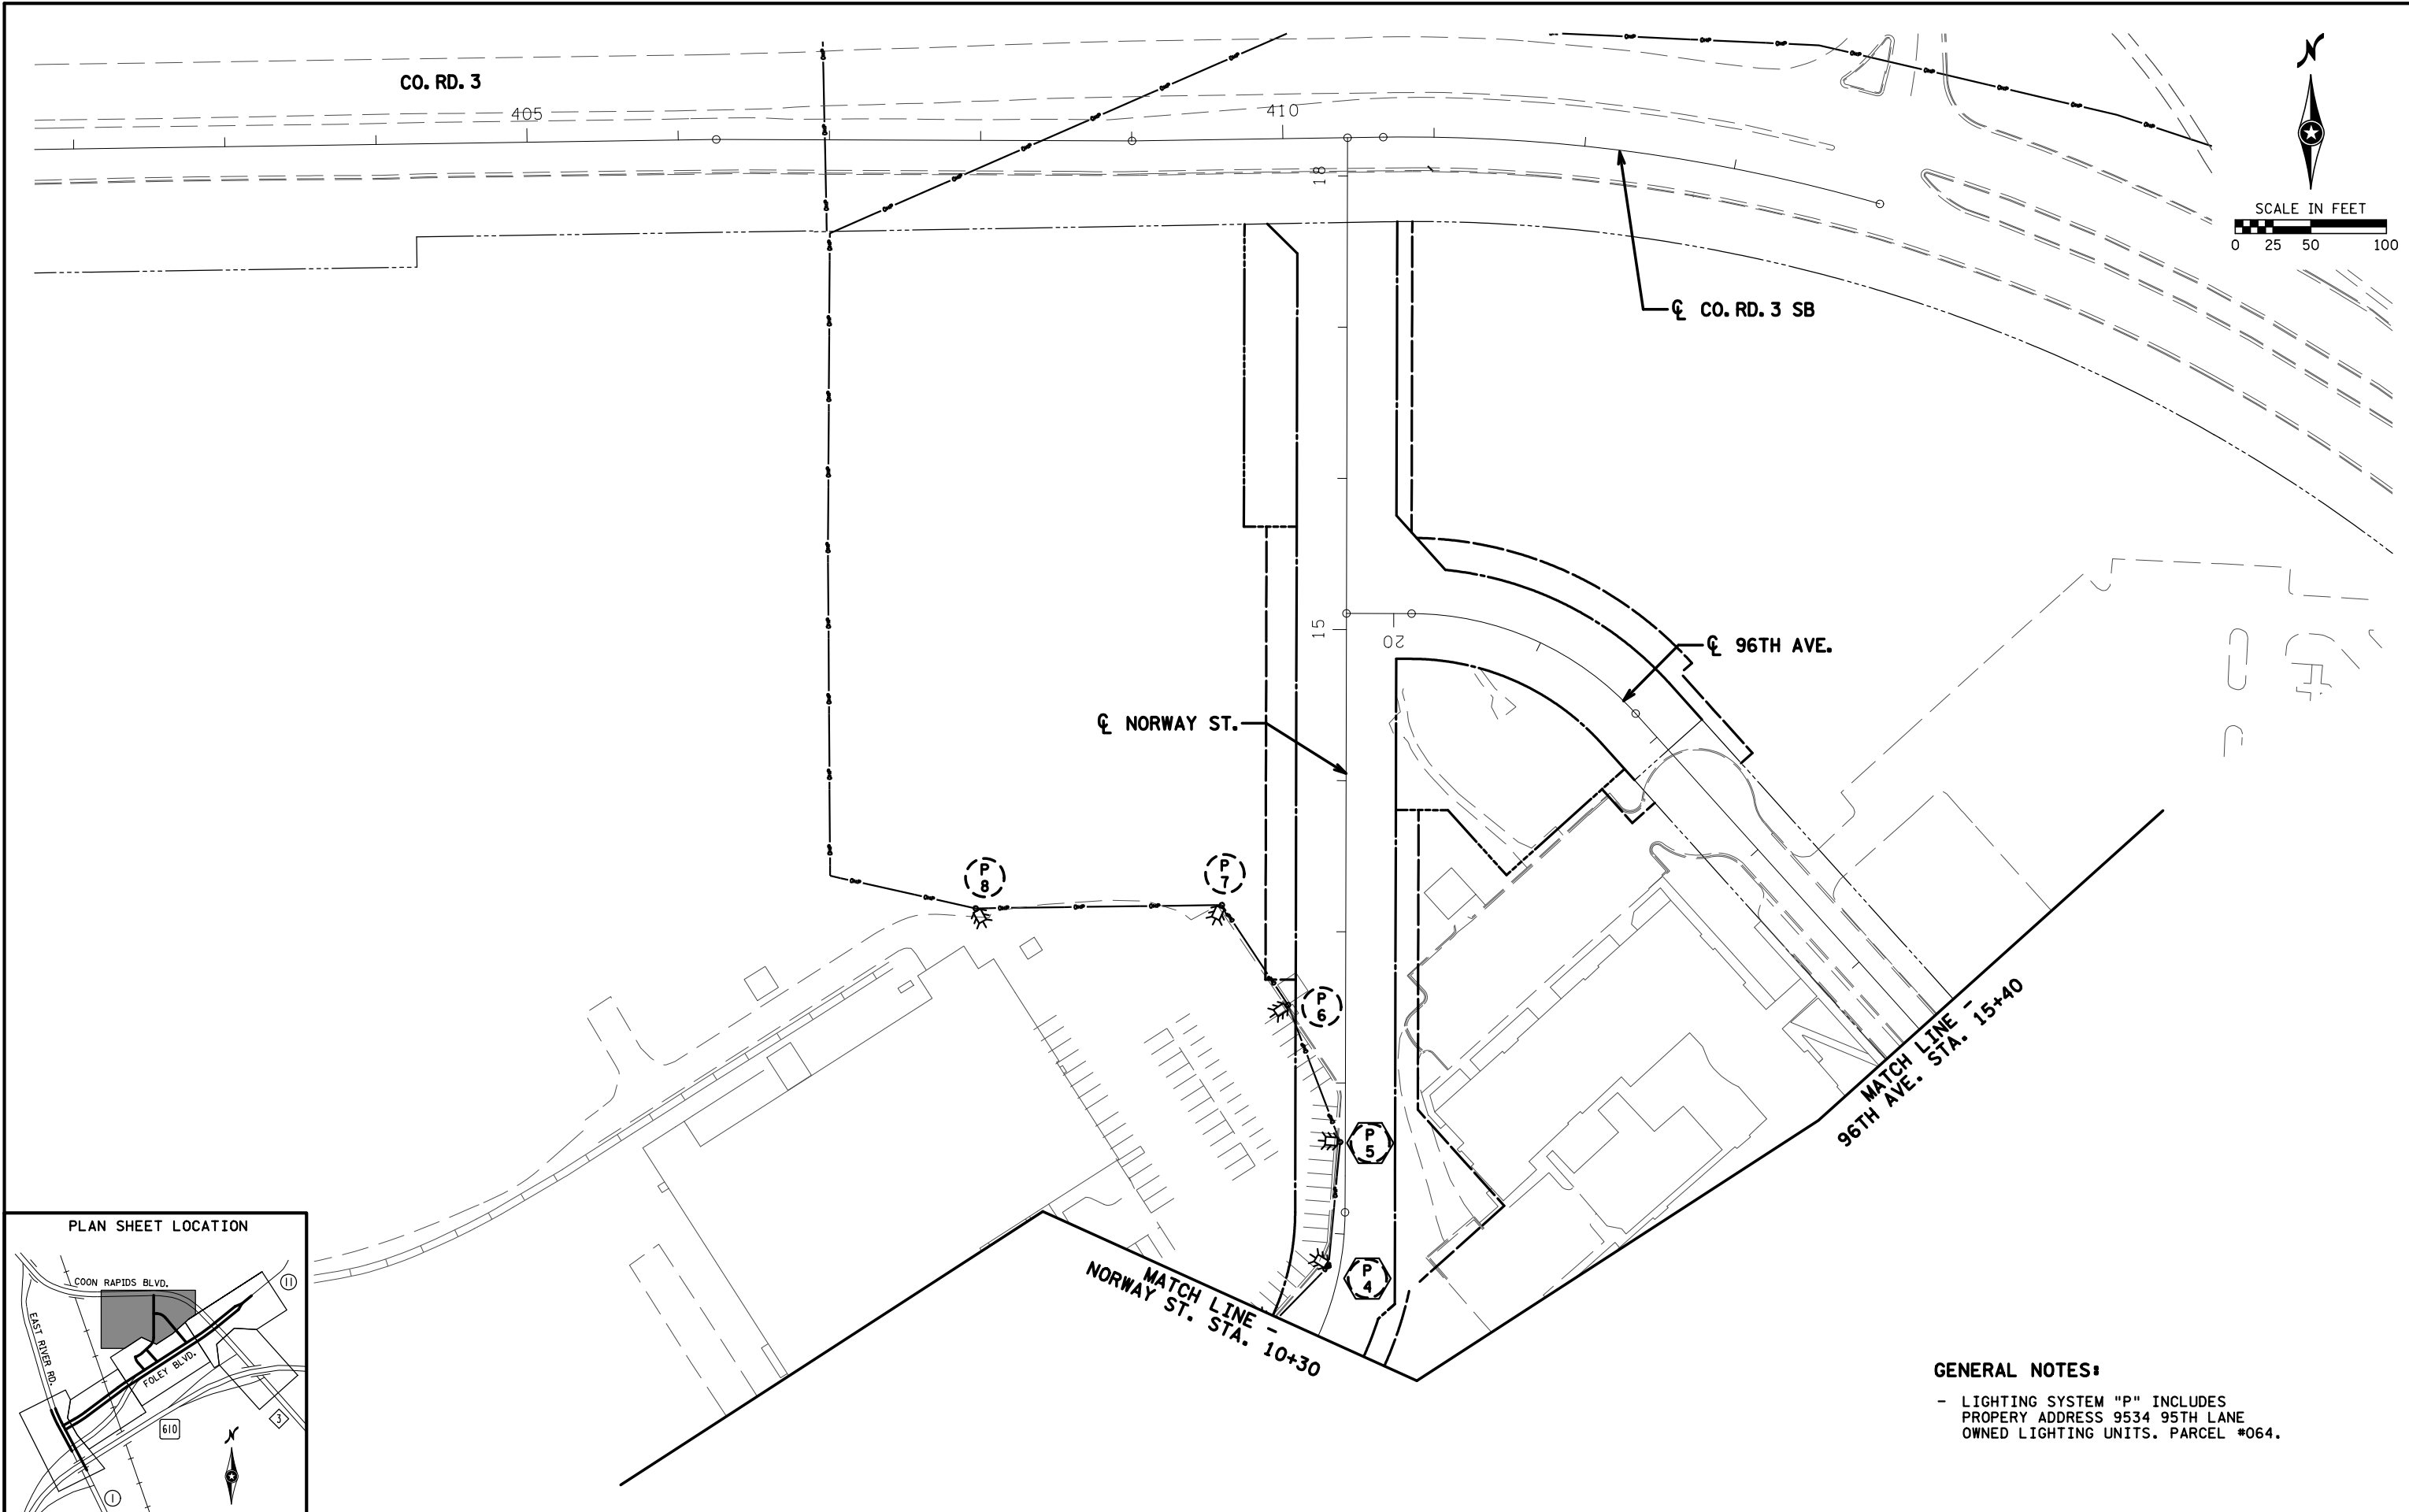 CO. RD. 3
405
410
N
SCALE IN FEET
0 25 50 100
18
℄ CO. RD. 3 SB
15
20
℄ 96TH AVE.
℄ NORWAY ST.
P
8
P
7
P
6
P
5
P
4
MATCH LINE -
96TH AVE. STA. 15+40
MATCH LINE -
NORWAY ST. STA. 10+30
PLAN SHEET LOCATION
COON RAPIDS BLVD.
11
EAST RIVER RD.
FOLEY BLVD.
610
3
N
1
GENERAL NOTES:
- LIGHTING SYSTEM "P" INCLUDES
PROPERY ADDRESS 9534 95TH LANE
OWNED LIGHTING UNITS. PARCEL #064.